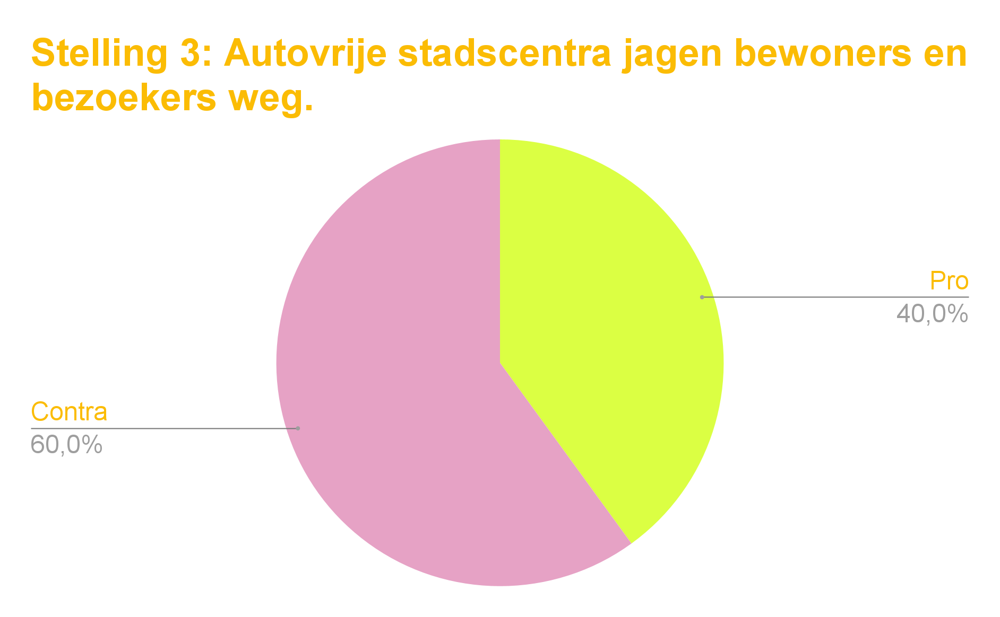 Stelling 3: Autovrije stadscentra jagen bewoners en
bezoekers weg.
Pro
40,0%
Contra
60,0%